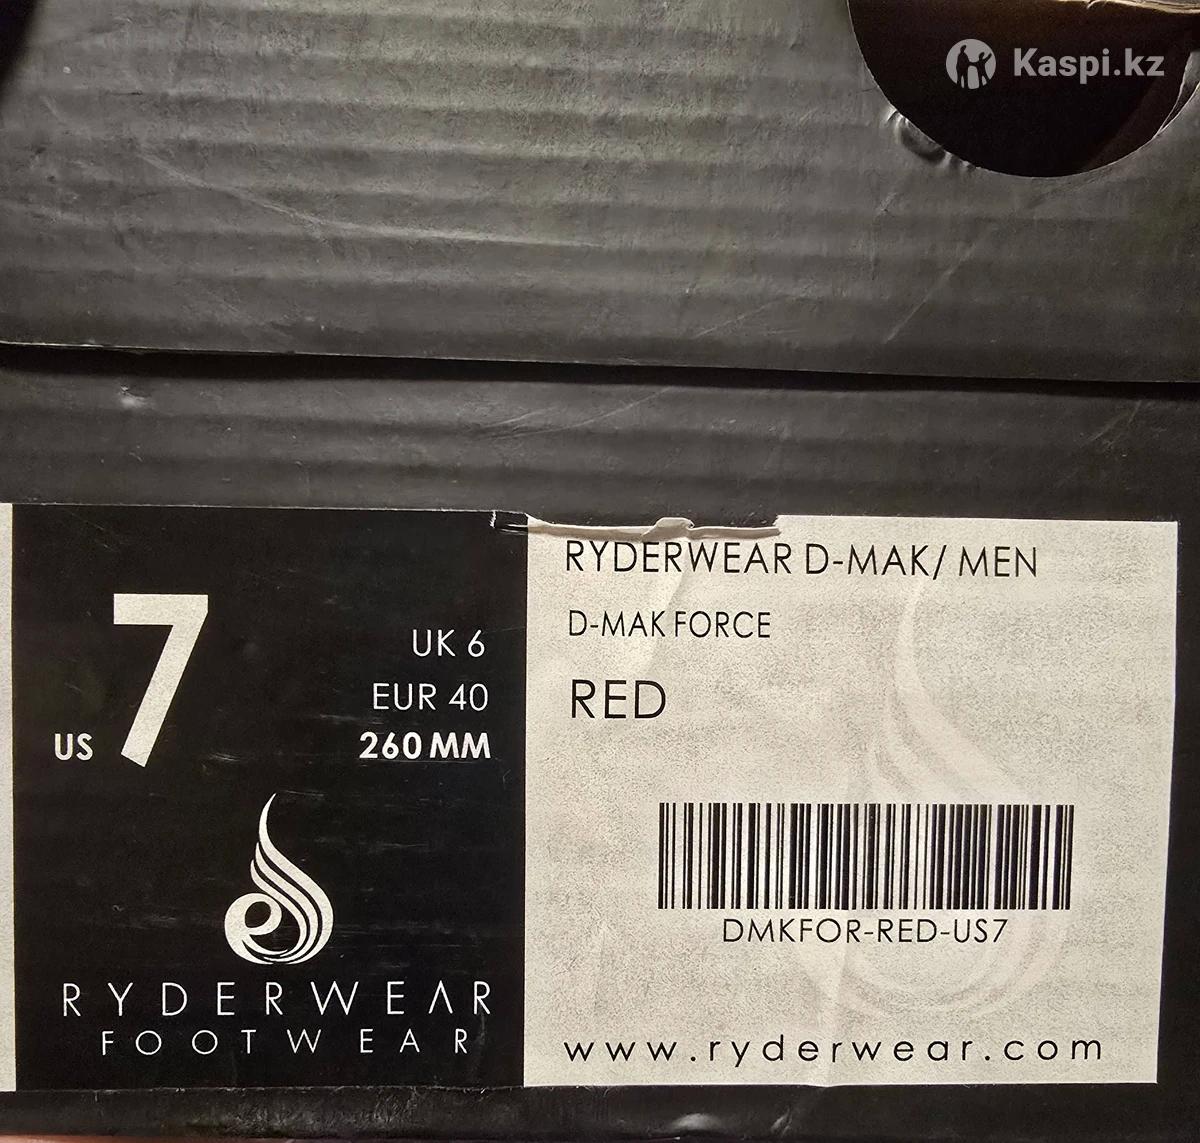 Kaspi.kz
7
US
UK 6
EUR 40
260 MM
RYDERWEAR
FOOTWEAR
RYDERWEAR D-MAK/ MEN
D-MAK FORCE
RED
DMKFOR-RED-US7
www.ryderwear.com